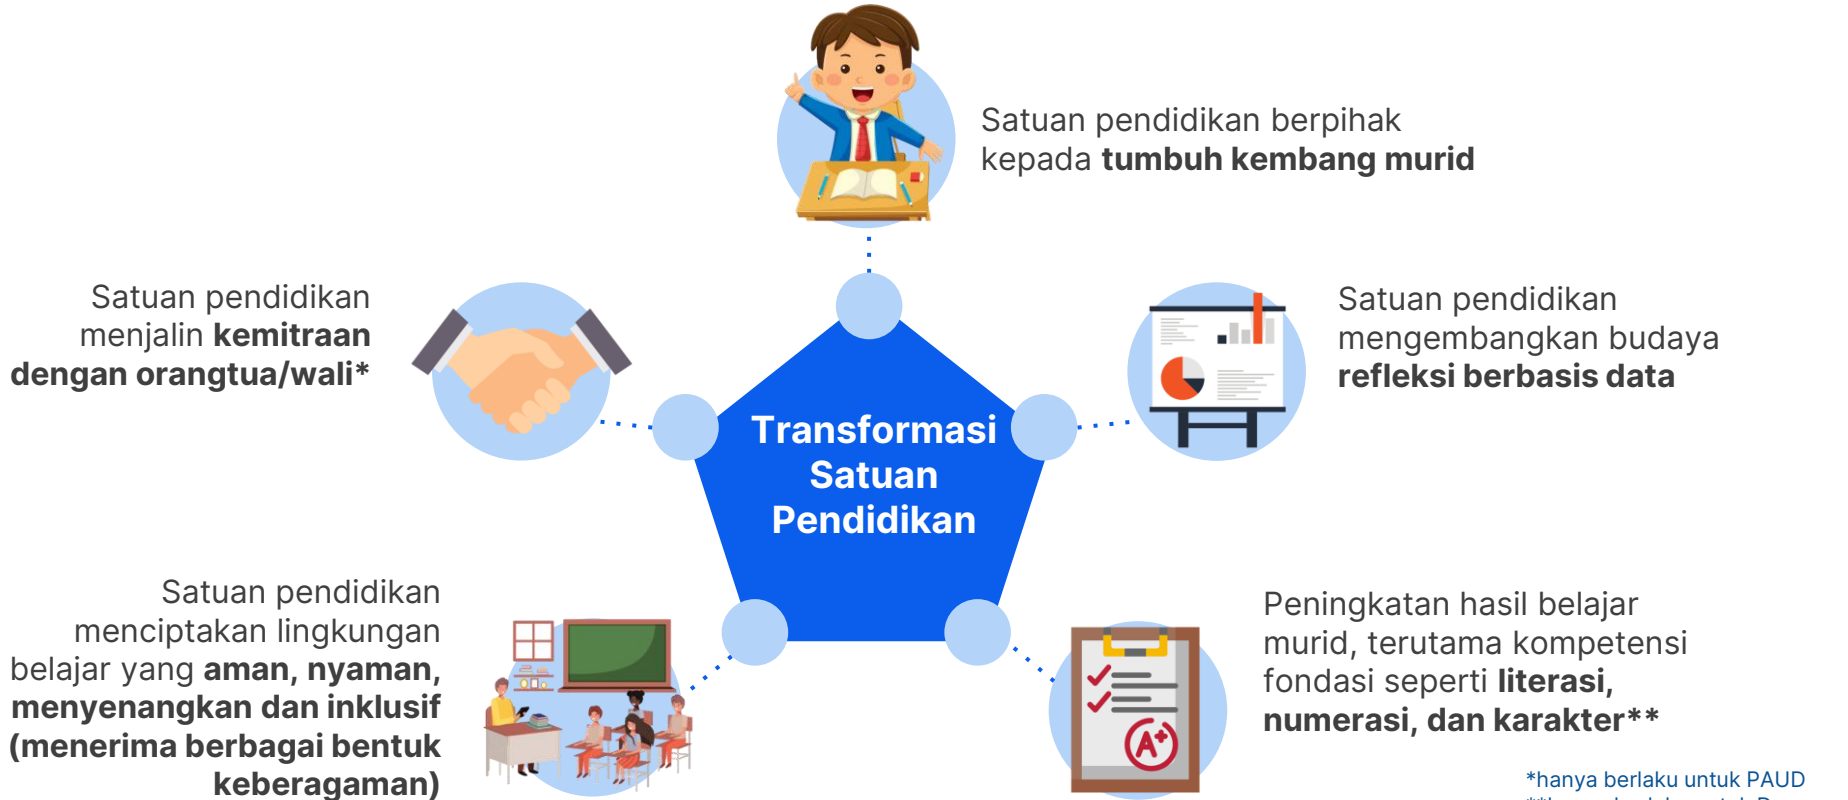 Satuan pendidikan berpihak
kepada tumbuh kembang murid
Satuan pendidikan
menjalin kemitraan
dengan orangtua/wali*
Satuan pendidikan
mengembangkan budaya
refleksi berbasis data
Transformasi
Satuan
Pendidikan
Satuan pendidikan
menciptakan lingkungan
belajar yang aman, nyaman,
menyenangkan dan inklusif
(menerima berbagai bentuk
keberagaman)
A+
Peningkatan hasil belajar
murid, terutama kompetensi
fondasi seperti literasi,
numerasi, dan karakter**
*hanya berlaku untuk PAUD